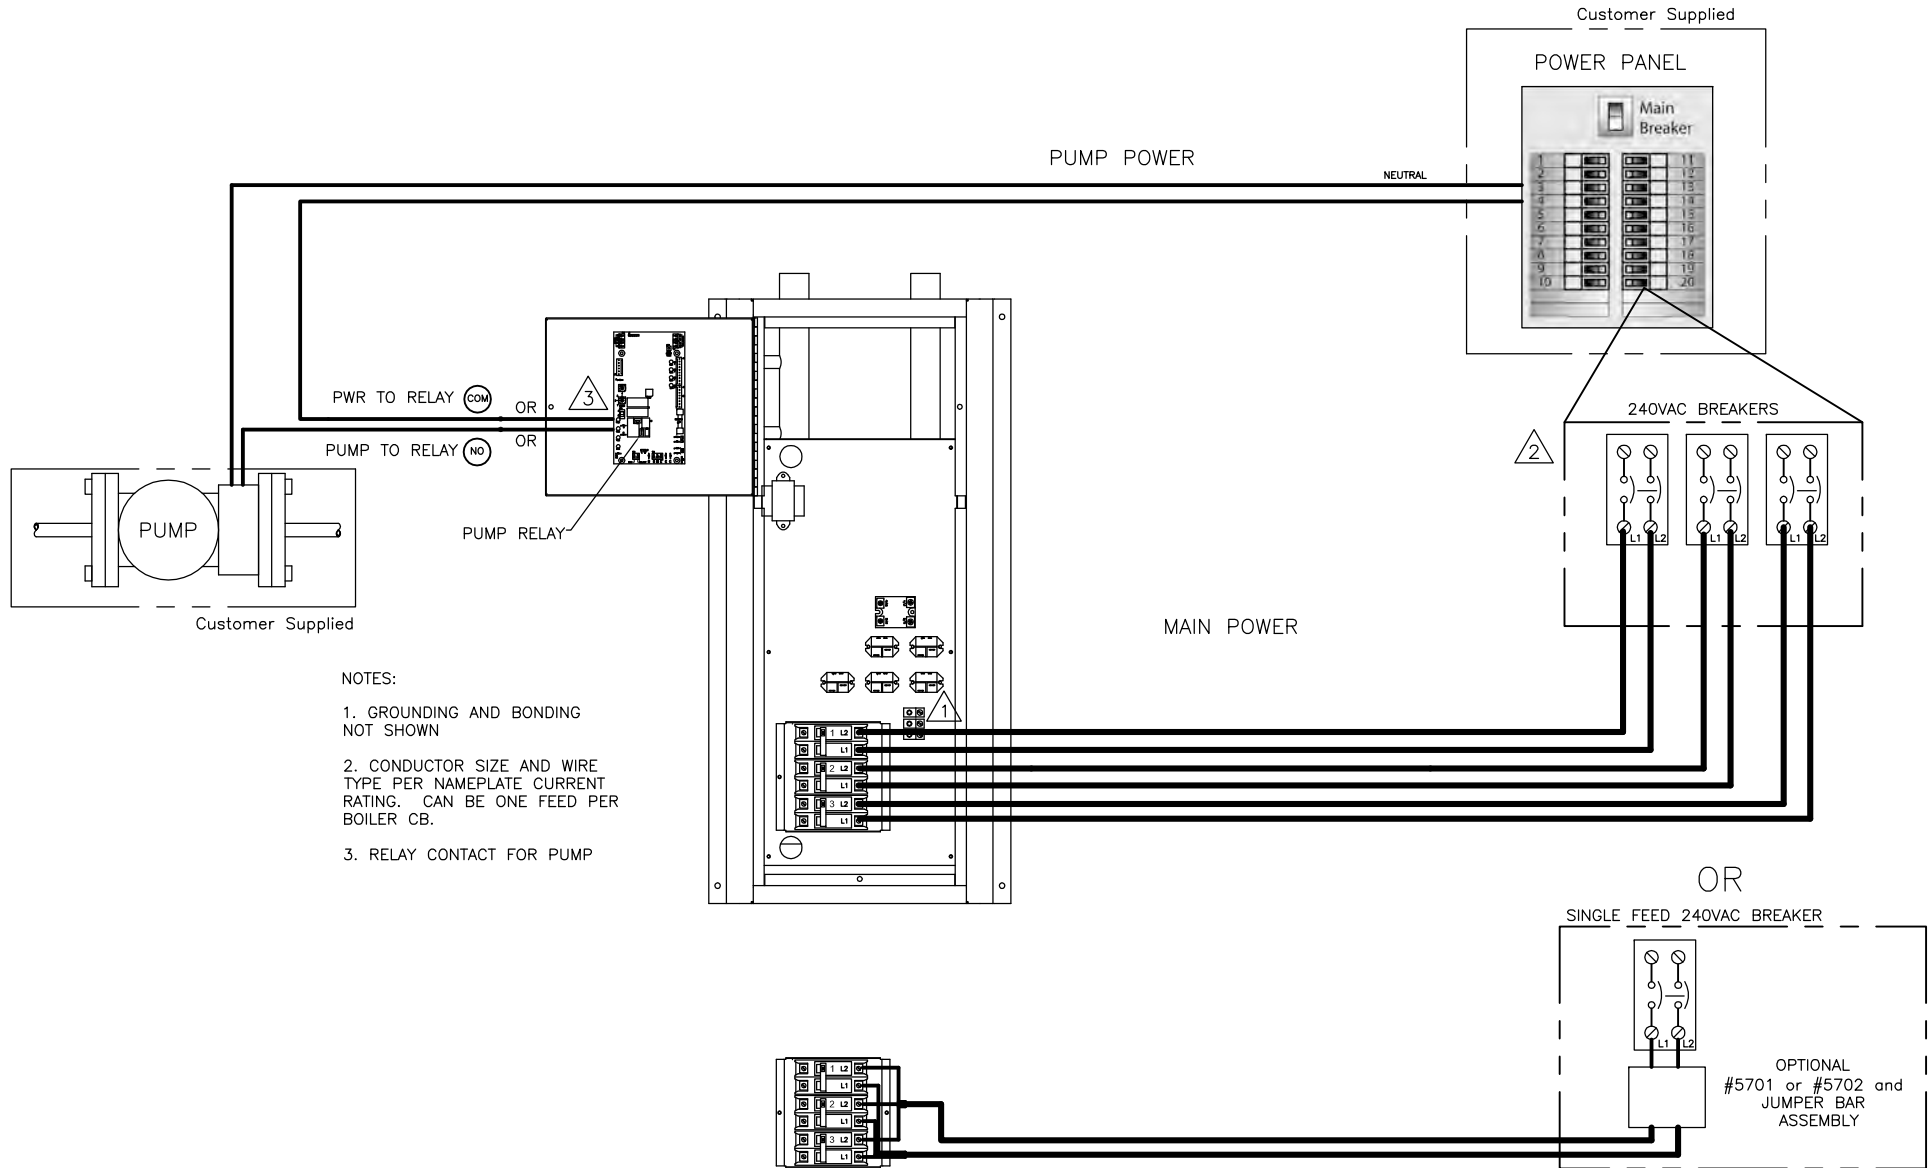 Customer Supplied
POWER PANEL
Main
Breaker
1 11
2 12
3 13
4 14
5 15
6 16
7 17
8 18
9 19
10 20
PUMP POWER
NEUTRAL
PWR TO RELAY COM OR
3
PUMP TO RELAY NO OR
PUMP
PUMP RELAY
Customer Supplied
240VAC BREAKERS
2
L1 L2 L1 L2 L1 L2
MAIN POWER
NOTES:
1. GROUNDING AND BONDING
NOT SHOWN
2. CONDUCTOR SIZE AND WIRE
TYPE PER NAMEPLATE CURRENT
RATING. CAN BE ONE FEED PER
BOILER CB.
3. RELAY CONTACT FOR PUMP
1
1 L2
L1
2 L2
L1
3 L2
L1
OR
SINGLE FEED 240VAC BREAKER
L1 L2
OPTIONAL
#5701 or #5702 and
JUMPER BAR
ASSEMBLY
1 L2
L1
2 L2
L1
3 L2
L1